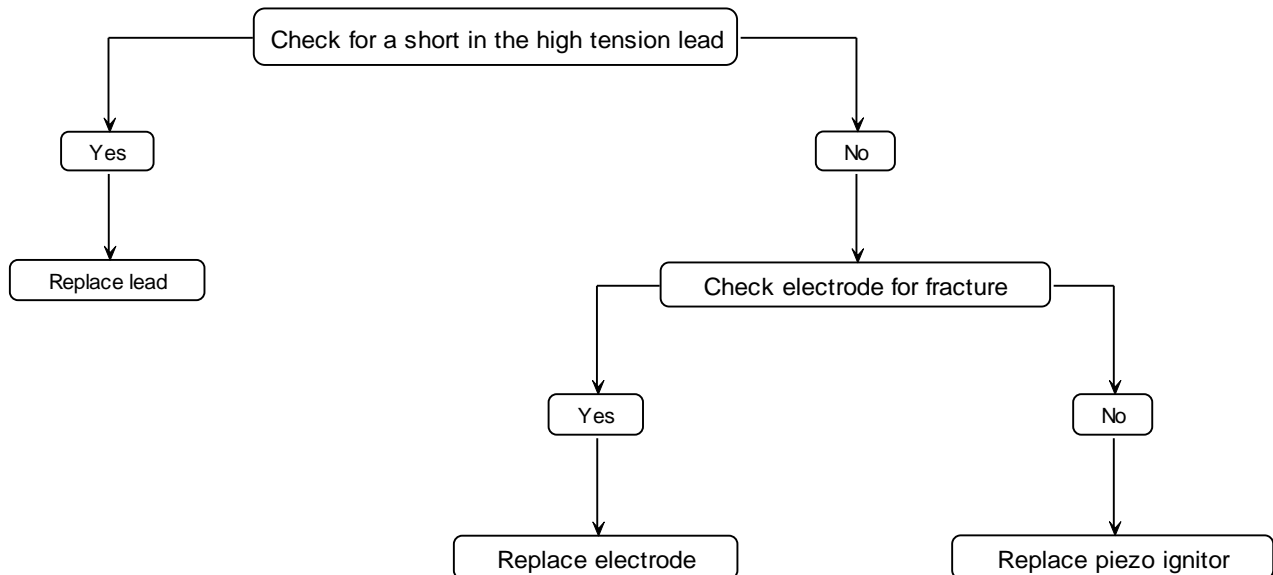 Check for a short in the high tension lead
Yes
No
Replace lead
Check electrode for fracture
Yes
No
Replace electrode
Replace piezo ignitor